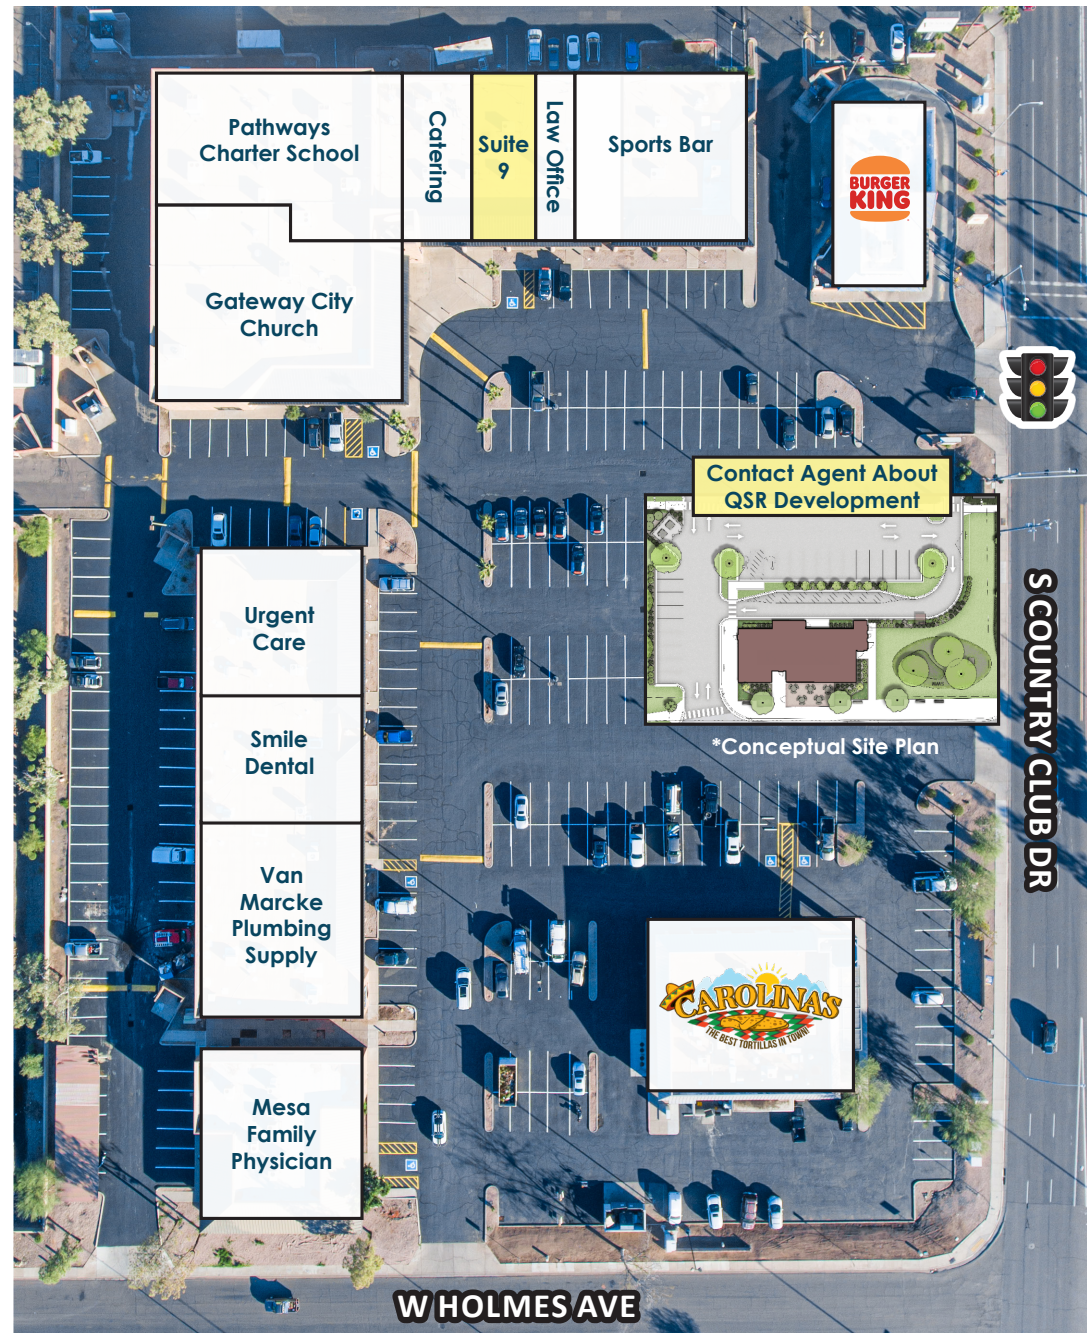 Pathways
Charter School
Catering
Suite
9
Law Office
Sports Bar
BURGER
KING
Gateway City
Church
Contact Agent About
QSR Development
Urgent
Care
Smile
Dental
*Conceptual Site Plan
S COUNTRY CLUB DR
Van
Marcke
Plumbing
Supply
CAROLINA'S
THE BEST TORTILLAS IN TOWN!
Mesa
Family
Physician
W HOLMES AVE